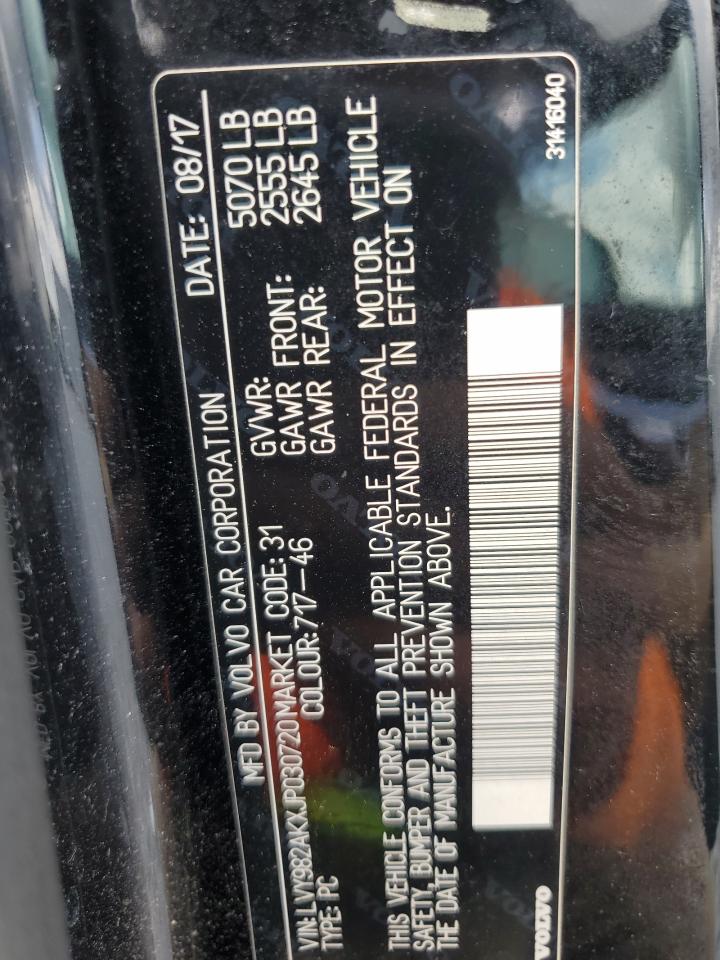 MFD BY VOLVO CAR CORPORATION DATE: 08/17
VIN:LVY982AKXJP030720 MARKET CODE: 31 GVWR: 5070 LB
TYPE: PC COLOUR: 717-46 GAWR FRONT: 2555 LB
GAWR REAR: 2645 LB
THIS VEHICLE CONFORMS TO ALL APPLICABLE FEDERAL MOTOR VEHICLE
SAFETY, BUMPER AND THEFT PREVENTION STANDARDS IN EFFECT ON
THE DATE OF MANUFACTURE SHOWN ABOVE.
VOLVO
31416040